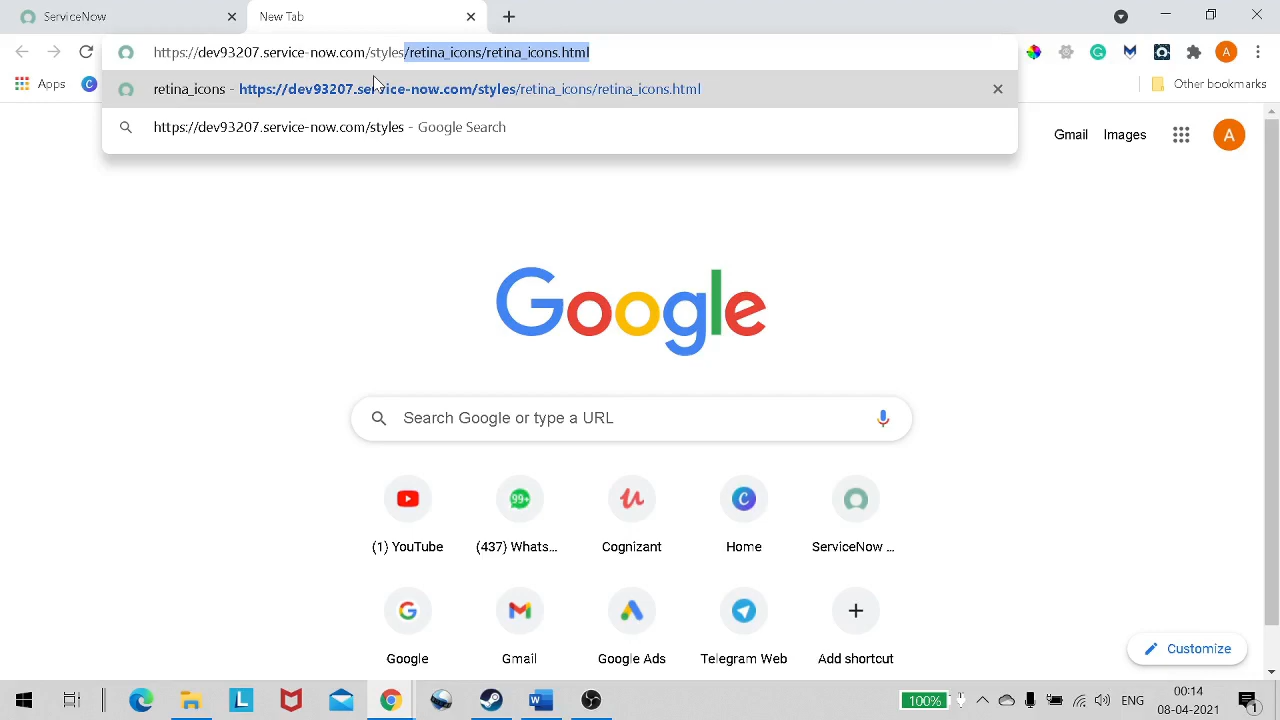 ServiceNow
New Tab
https://dev93207.service-now.com/styles/retina_icons/retina_icons.html
Apps
Other bookmarks
retina_icons - https://dev93207.service-now.com/styles/retina_icons/retina_icons.html
https://dev93207.service-now.com/styles - Google Search
Gmail
Images
A
Google
Search Google or type a URL
(1) YouTube
(437) Whats...
Cognizant
Home
ServiceNow ...
Google
Gmail
Google Ads
Telegram Web
Add shortcut
Customize
100%
ENG
00:14
08-04-2021